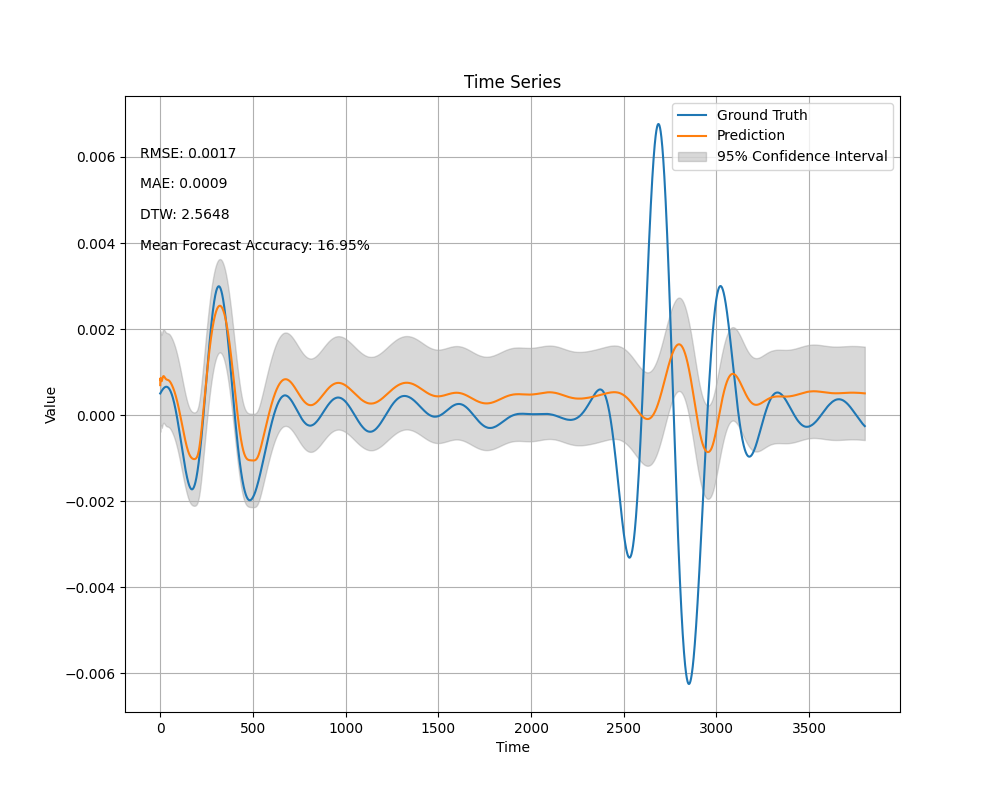 Time Series
Ground Truth
Prediction
95% Confidence Interval
RMSE: 0.0017
MAE: 0.0009
DTW: 2.5648
Mean Forecast Accuracy: 16.95%
Value
0.006
0.004
0.002
0.000
−0.002
−0.004
−0.006
0 500 1000 1500 2000 2500 3000 3500
Time